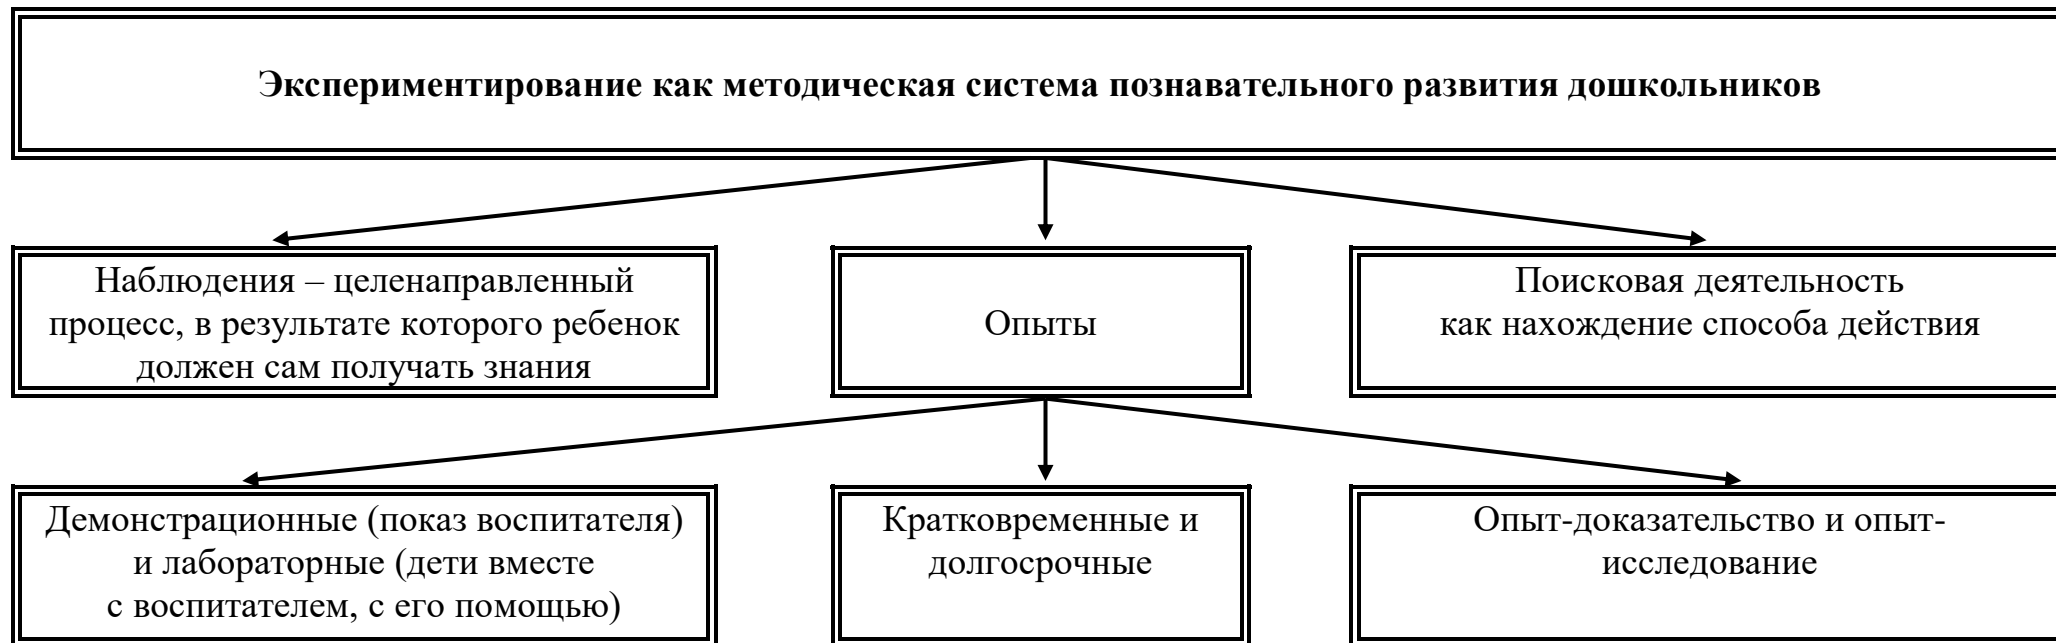 Экспериментирование как методическая система познавательного развития дошкольников
Наблюдения – целенаправленный
процесс, в результате которого ребенок
должен сам получать знания
Опыты
Поисковая деятельность
как нахождение способа действия
Демонстрационные (показ воспитателя)
и лабораторные (дети вместе
с воспитателем, с его помощью)
Кратковременные и
долгосрочные
Опыт-доказательство и опыт-
исследование